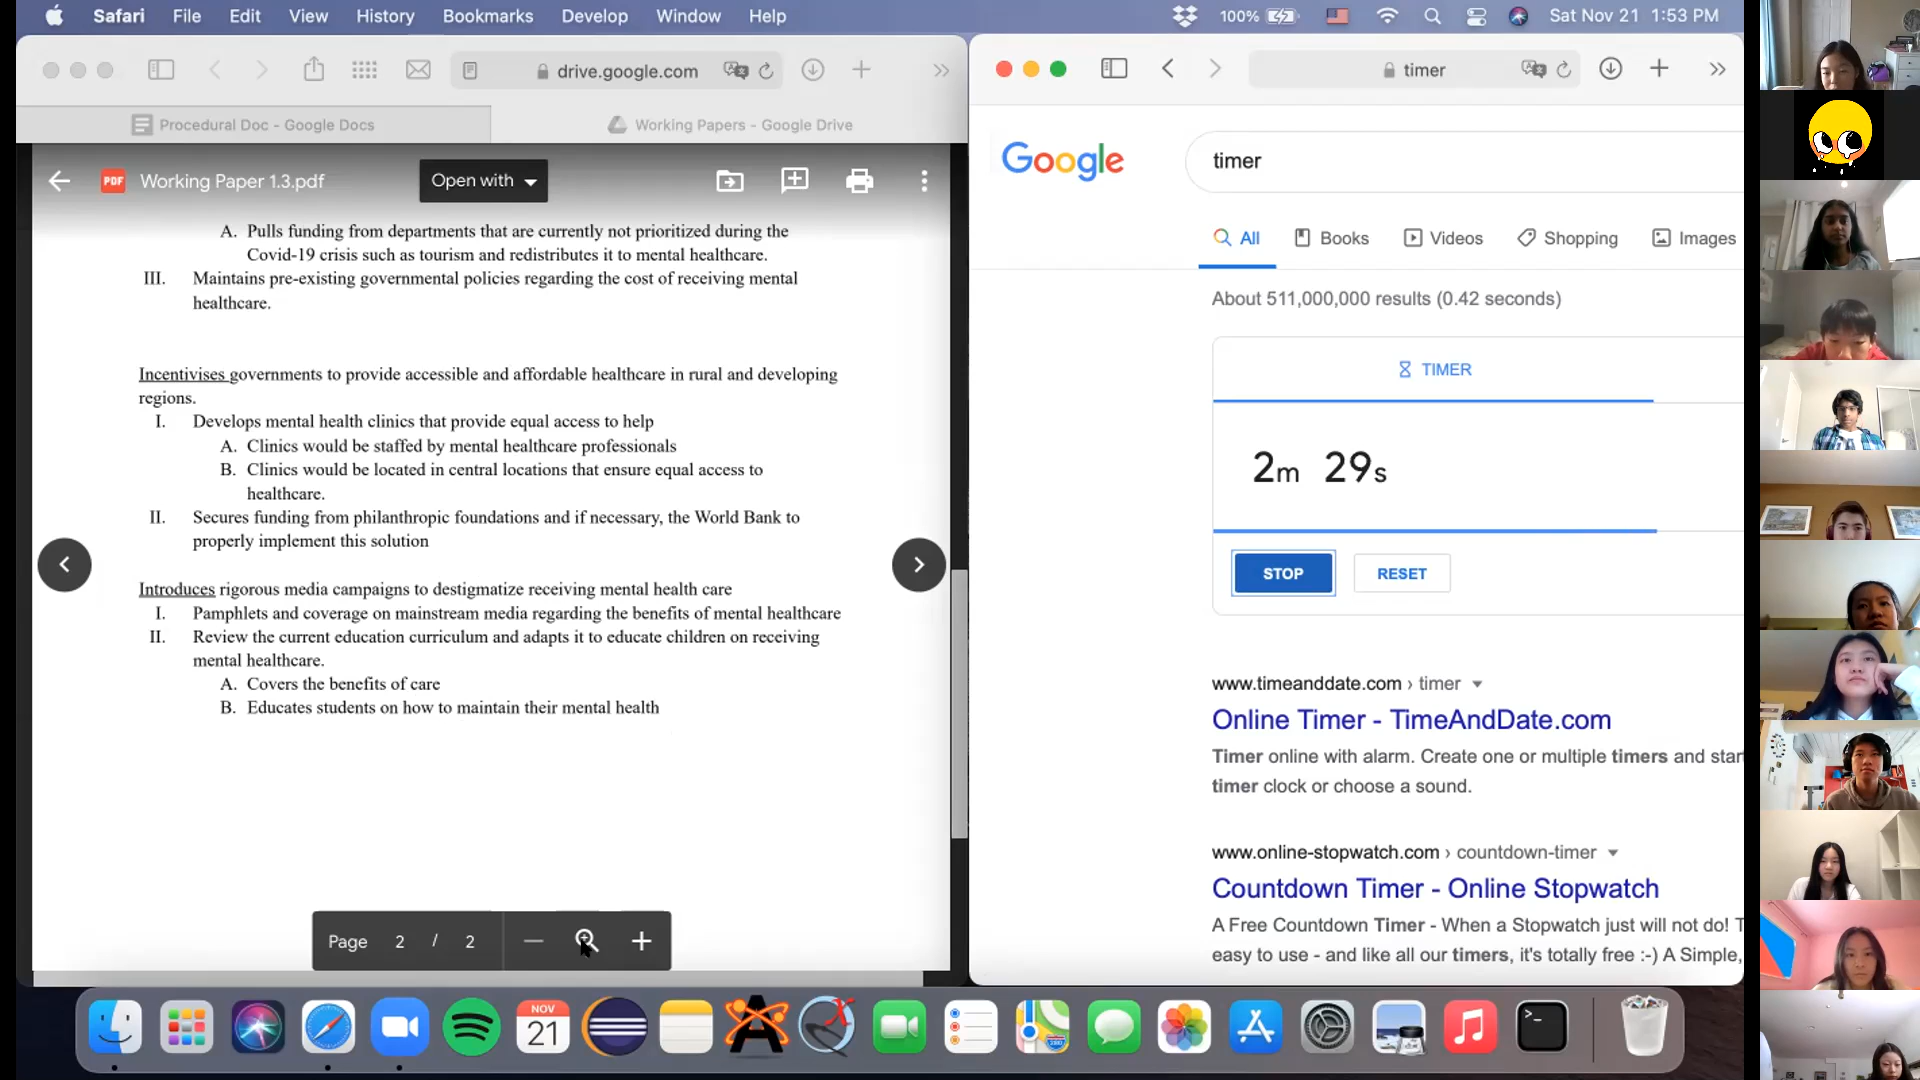 Safari File Edit View History Bookmarks Develop Window Help 100% Sat Nov 21 1:53 PM
drive.google.com
Procedural Doc - Google Docs
Working Papers - Google Drive
PDF Working Paper 1.3.pdf Open with
A. Pulls funding from departments that are currently not prioritized during the
Covid-19 crisis such as tourism and redistributes it to mental healthcare.
III. Maintains pre-existing governmental policies regarding the cost of receiving mental
healthcare.
Incentivises governments to provide accessible and affordable healthcare in rural and developing
regions.
I. Develops mental health clinics that provide equal access to help
A. Clinics would be staffed by mental healthcare professionals
B. Clinics would be located in central locations that ensure equal access to
healthcare.
II. Secures funding from philanthropic foundations and if necessary, the World Bank to
properly implement this solution
Introduces rigorous media campaigns to destigmatize receiving mental health care
I. Pamphlets and coverage on mainstream media regarding the benefits of mental healthcare
II. Review the current education curriculum and adapts it to educate children on receiving
mental healthcare.
A. Covers the benefits of care
B. Educates students on how to maintain their mental health
Page 2 / 2
timer
Google timer
All Books Videos Shopping Images
About 511,000,000 results (0.42 seconds)
TIMER
2m 29s
STOP RESET
www.timeanddate.com › timer
Online Timer - TimeAndDate.com
Timer online with alarm. Create one or multiple timers and start
timer clock or choose a sound.
www.online-stopwatch.com › countdown-timer
Countdown Timer - Online Stopwatch
A Free Countdown Timer - When a Stopwatch just will not do! T
easy to use - and like all our timers, it's totally free :-) A Simple,
NOV
21